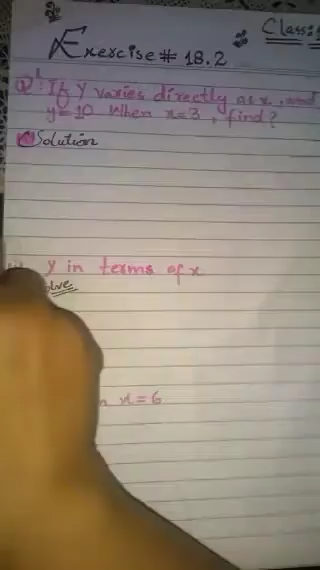 Class:
Exercise # 18.2
Q1: If Y varies directly as x, and
y=10 when x=3, find?
Solution
y in terms of x
x=6